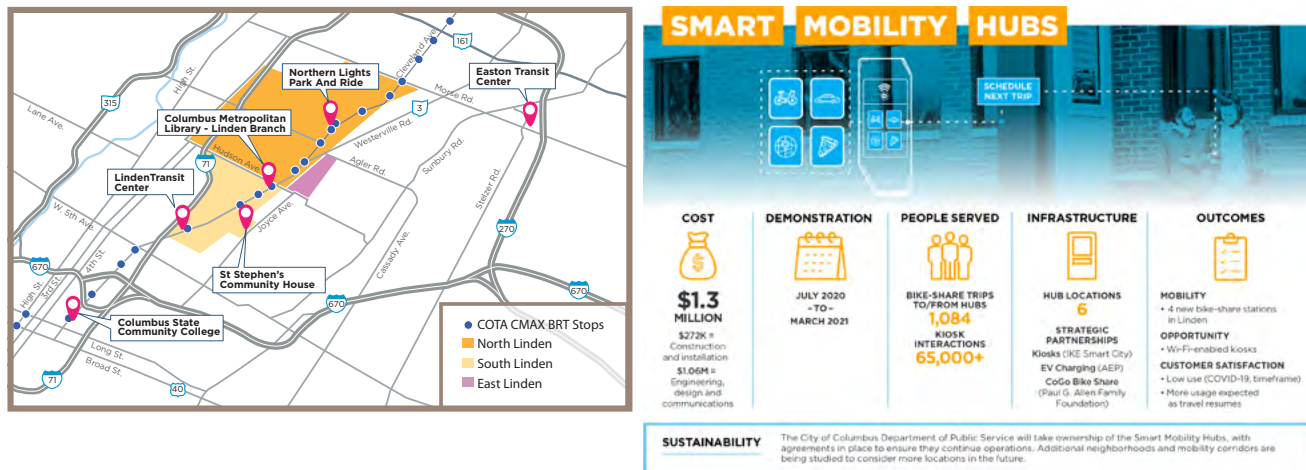 161
Cleveland Ave.
Northern Lights
Park And Ride
Easton Transit
Center
High St.
315
Morse Rd.
3
Lane Ave.
Columbus Metropolitan
Library - Linden Branch
Westerville Rd.
Hudson Ave.
71
Agler Rd.
Sunbury Rd.
LindenTransit
Center
Stelzer Rd.
W. 5th Ave.
Joyce Ave.
Cassady Ave.
270
4th St.
670
3rd St.
High St.
St Stephen's
Community House
670
670
Columbus State
Community College
Long St.
Broad St.
71
40
COTA CMAX BRT Stops
North Linden
South Linden
East Linden
SMART MOBILITY HUBS
SCHEDULE
NEXT TRIP
COST
$1.3
MILLION
$272K =
Construction
and installation
$1.06M =
Engineering,
design and
communications
DEMONSTRATION
JULY 2020
-TO-
MARCH 2021
PEOPLE SERVED
BIKE-SHARE TRIPS
TO/FROM HUBS
1,084
KIOSK
INTERACTIONS
65,000+
INFRASTRUCTURE
HUB LOCATIONS
6
STRATEGIC
PARTNERSHIPS
Kiosks (IKE Smart City)
EV Charging (AEP)
CoGo Bike Share
(Paul G. Allen Family
Foundation)
OUTCOMES
MOBILITY
• 4 new bike-share stations
in Linden
OPPORTUNITY
• Wi-Fi-enabled kiosks
CUSTOMER SATISFACTION
• Low use (COVID-19, timeframe)
• More usage expected
as travel resumes
SUSTAINABILITY
The City of Columbus Department of Public Service will take ownership of the Smart Mobility Hubs, with
agreements in place to ensure they continue operations. Additional neighborhoods and mobility corridors are
being studied to consider more locations in the future.